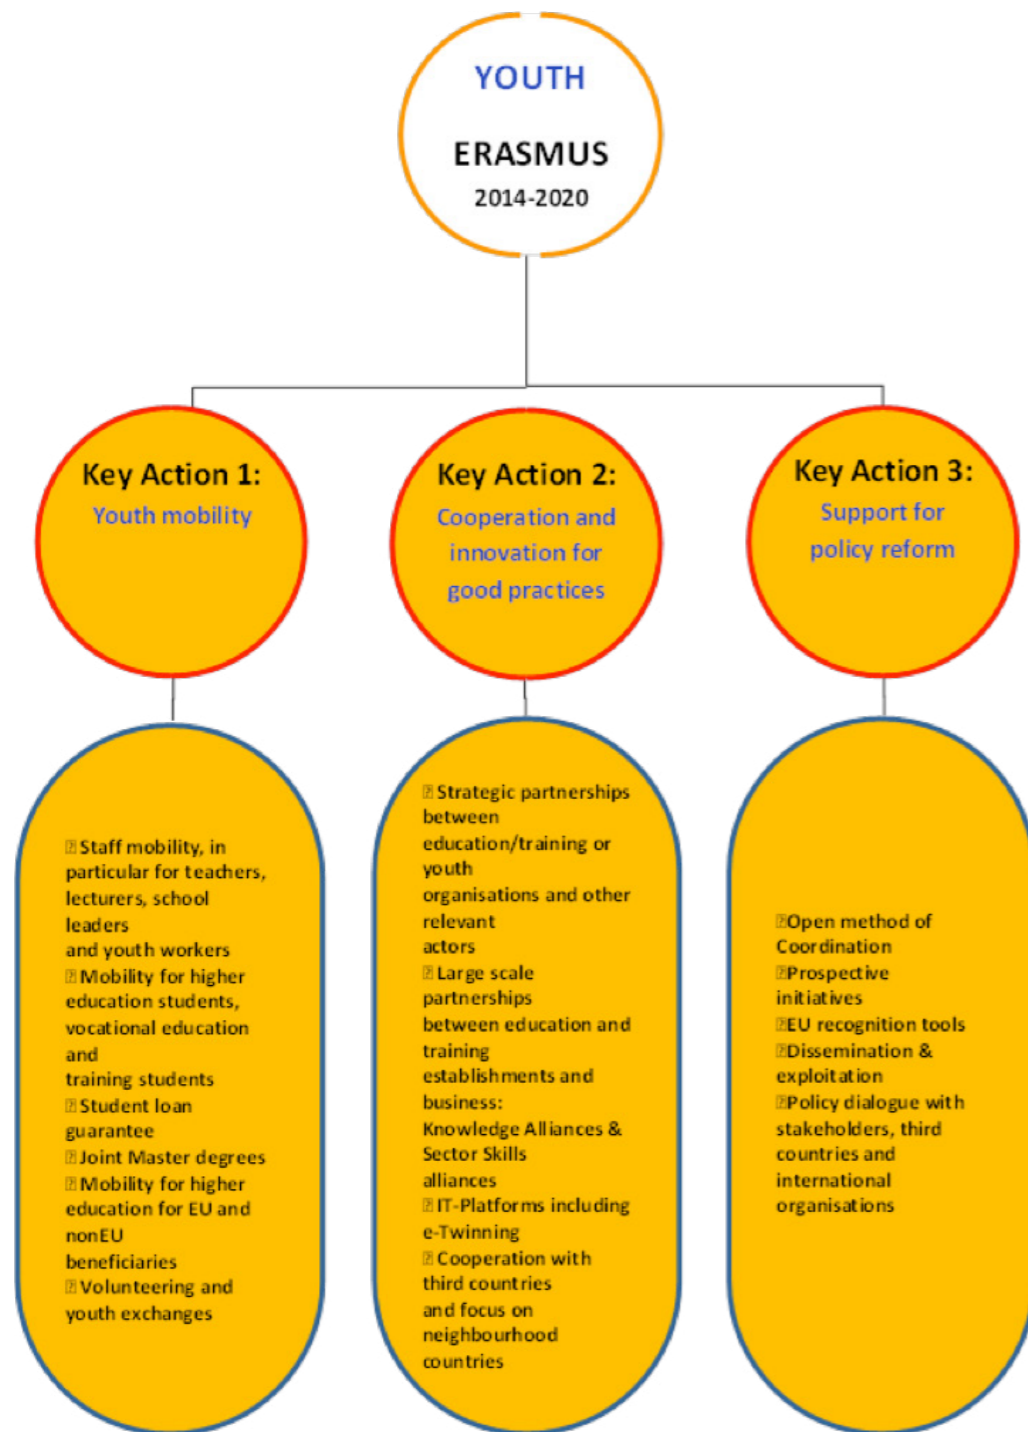 YOUTH
ERASMUS
2014-2020
Key Action 1:
Youth mobility
Key Action 2:
Cooperation and
innovation for
good practices
Key Action 3:
Support for
policy reform
Staff mobility, in
particular for teachers,
lecturers, school
leaders
and youth workers
Mobility for higher
education students,
vocational education
and
training students
Student loan
guarantee
Joint Master degrees
Mobility for higher
education for EU and
nonEU
beneficiaries
Volunteering and
youth exchanges
Strategic partnerships
between
education/training or
youth
organisations and other
relevant
actors
Large scale
partnerships
between education and
training
establishments and
business:
Knowledge Alliances &
Sector Skills
alliances
IT-Platforms including
e-Twinning
Cooperation with
third countries
and focus on
neighbourhood
countries
Open method of
Coordination
Prospective
initiatives
EU recognition tools
Dissemination &
exploitation
Policy dialogue with
stakeholders, third
countries and
international
organisations